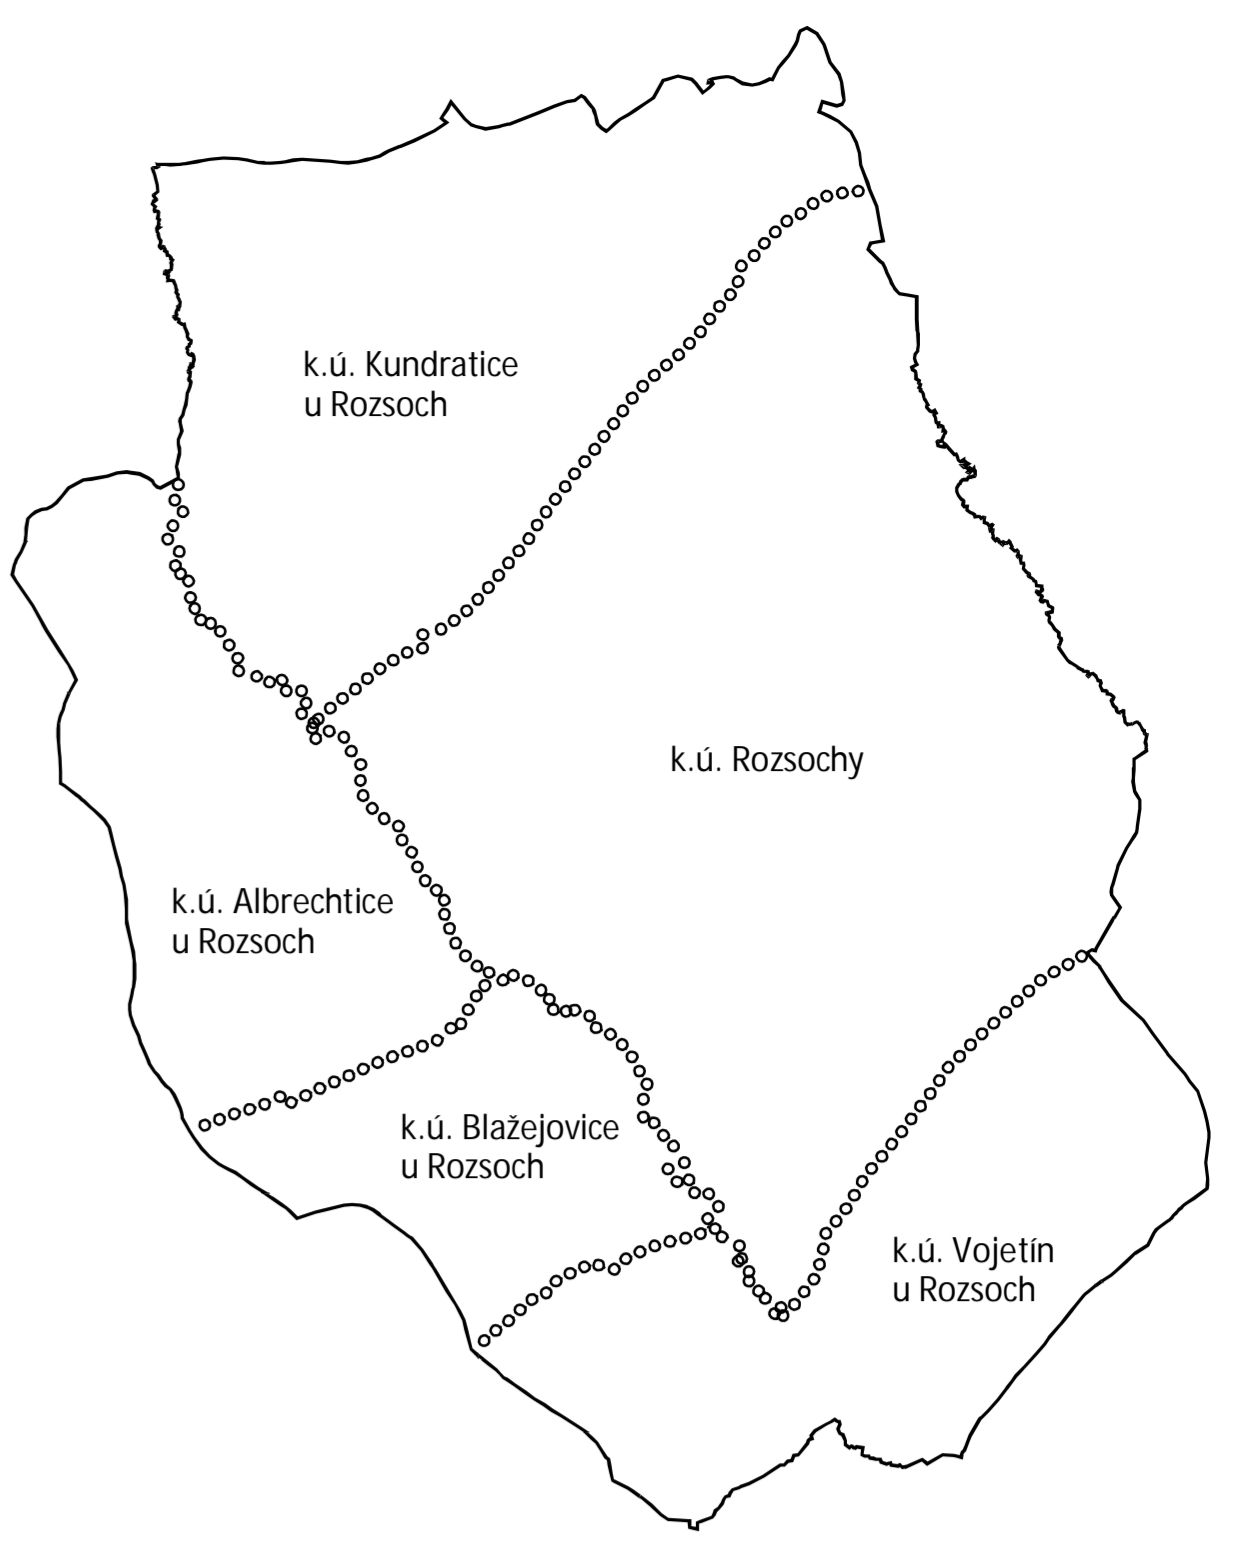 k.ú. Kundratice
u Rozsoch
k.ú. Rozsochy
k.ú. Albrechtice
u Rozsoch
k.ú. Blažejovice
u Rozsoch
k.ú. Vojetín
u Rozsoch